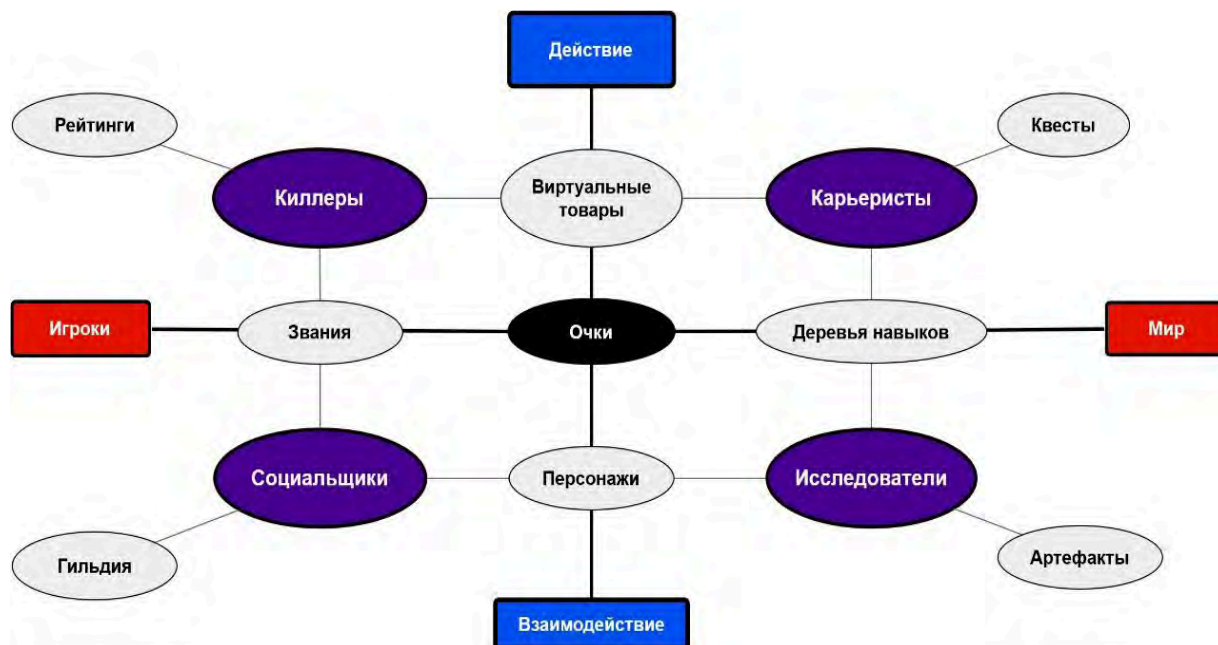 Действие
Рейтинги
Квесты
Киллеры
Виртуальные
товары
Карьеристы
Игроки
Звания
Очки
Деревья навыков
Мир
Социальщики
Персонажи
Исследователи
Гильдия
Артефакты
Взаимодействие